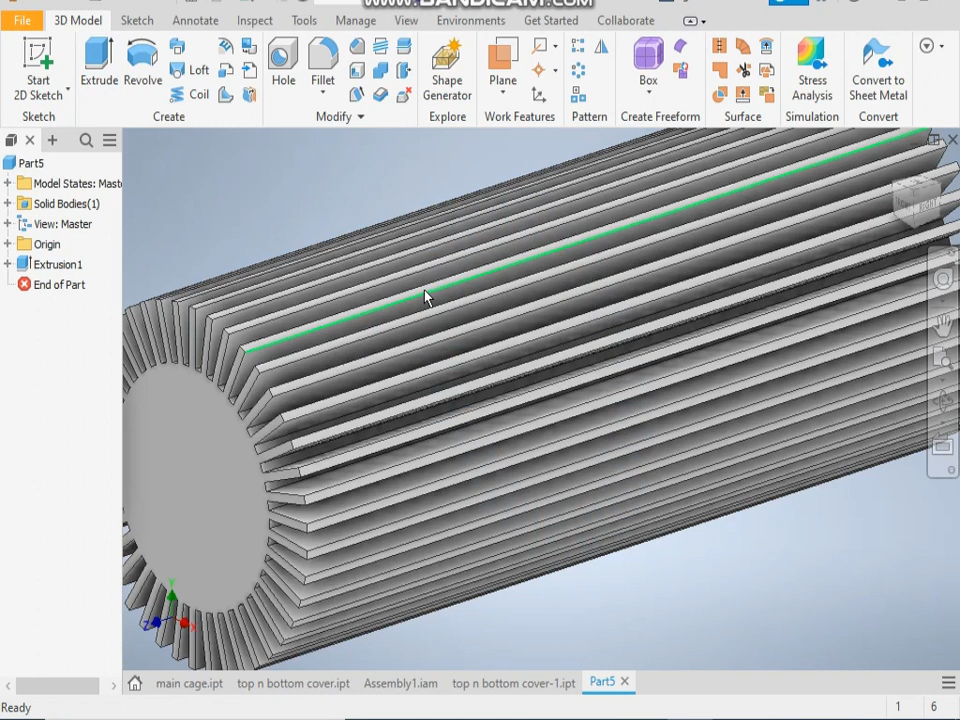 www.BANDICAM.COM
File 3D Model Sketch Annotate Inspect Tools Manage View Environments Get Started Collaborate
Start
2D Sketch
Extrude
Revolve
Loft
Coil
Hole
Fillet
Shape
Generator
Plane
Box
Stress
Analysis
Convert to
Sheet Metal
Sketch Create Modify Explore Work Features Pattern Create Freeform Surface Simulation Convert
Part5
Model States: Mast
Solid Bodies(1)
View: Master
Origin
Extrusion1
End of Part
RIGHT
Y
Z
main cage.ipt top n bottom cover.ipt Assembly1.iam top n bottom cover-1.ipt Part5
Ready 1 6